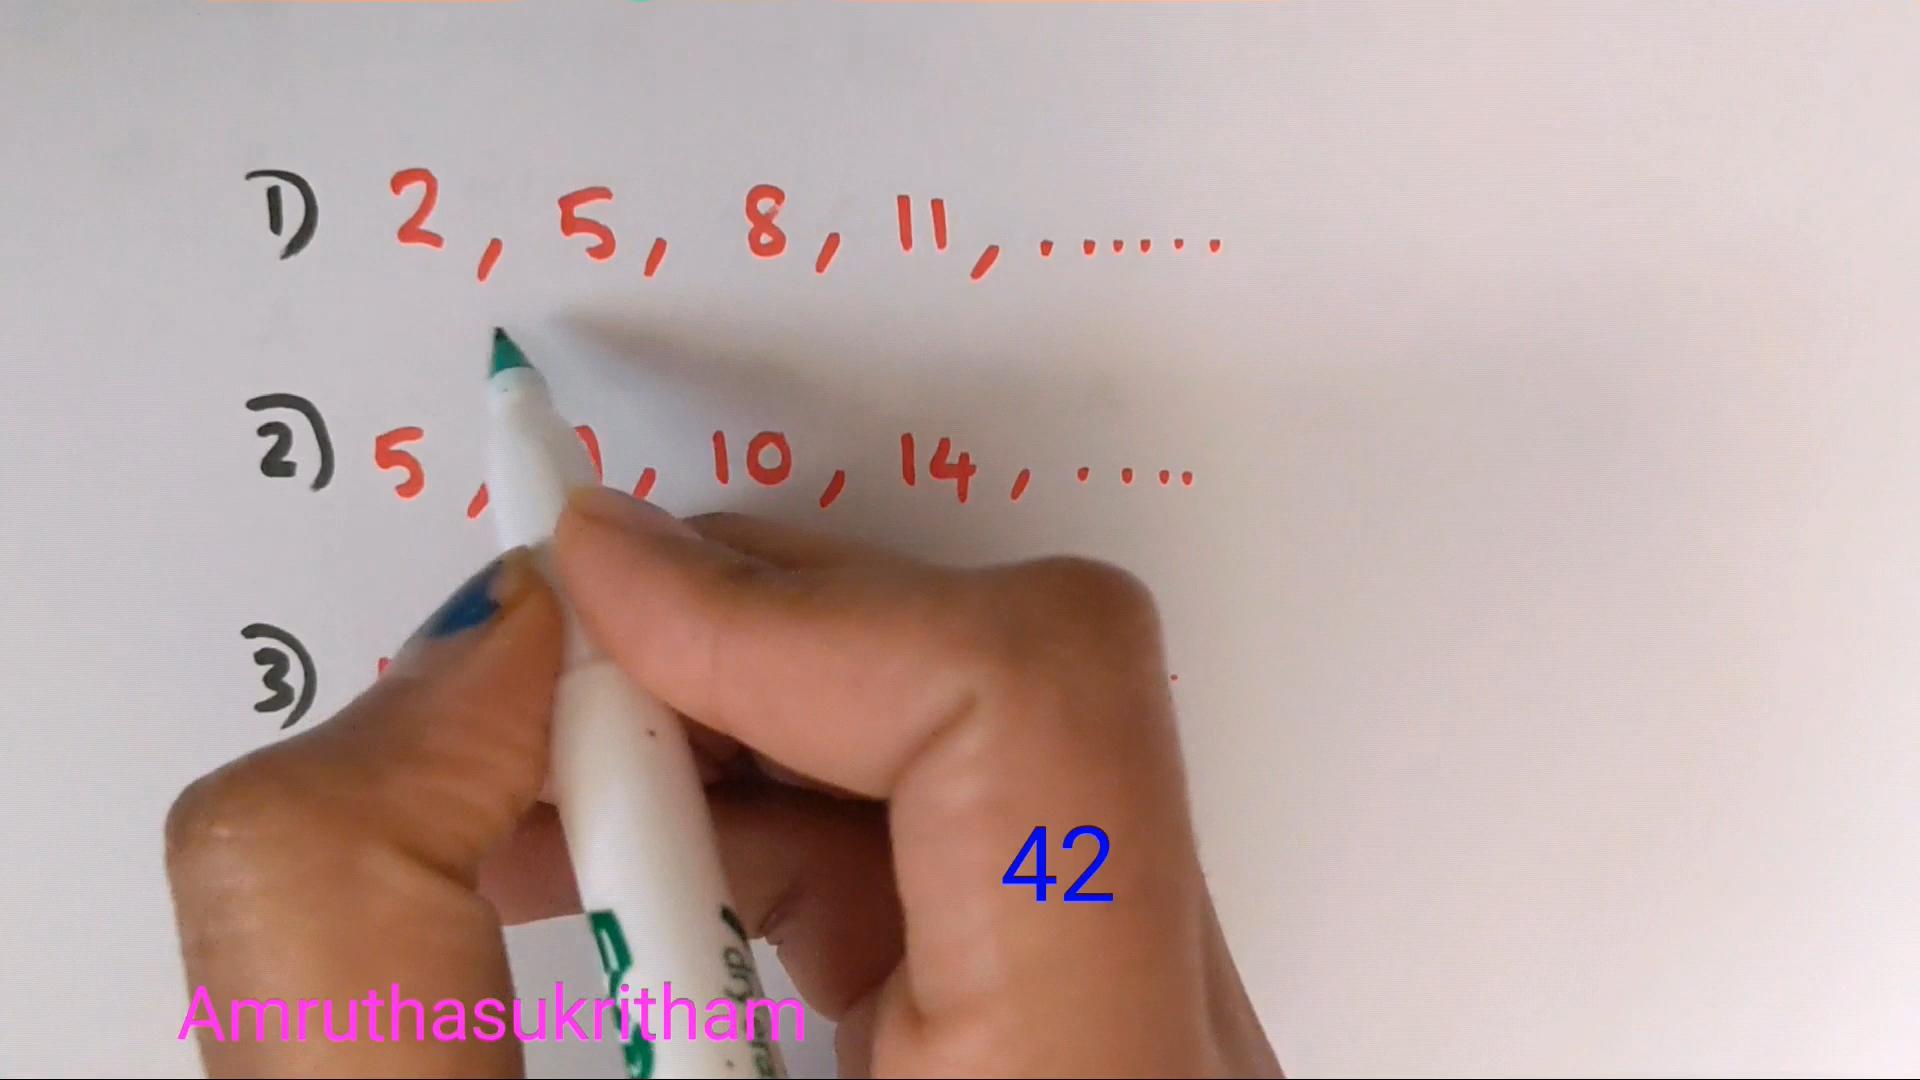 1) 2, 5, 8, 11, ......
2) 5, , 10, 14, ....
3)
42
Amruthasukritham